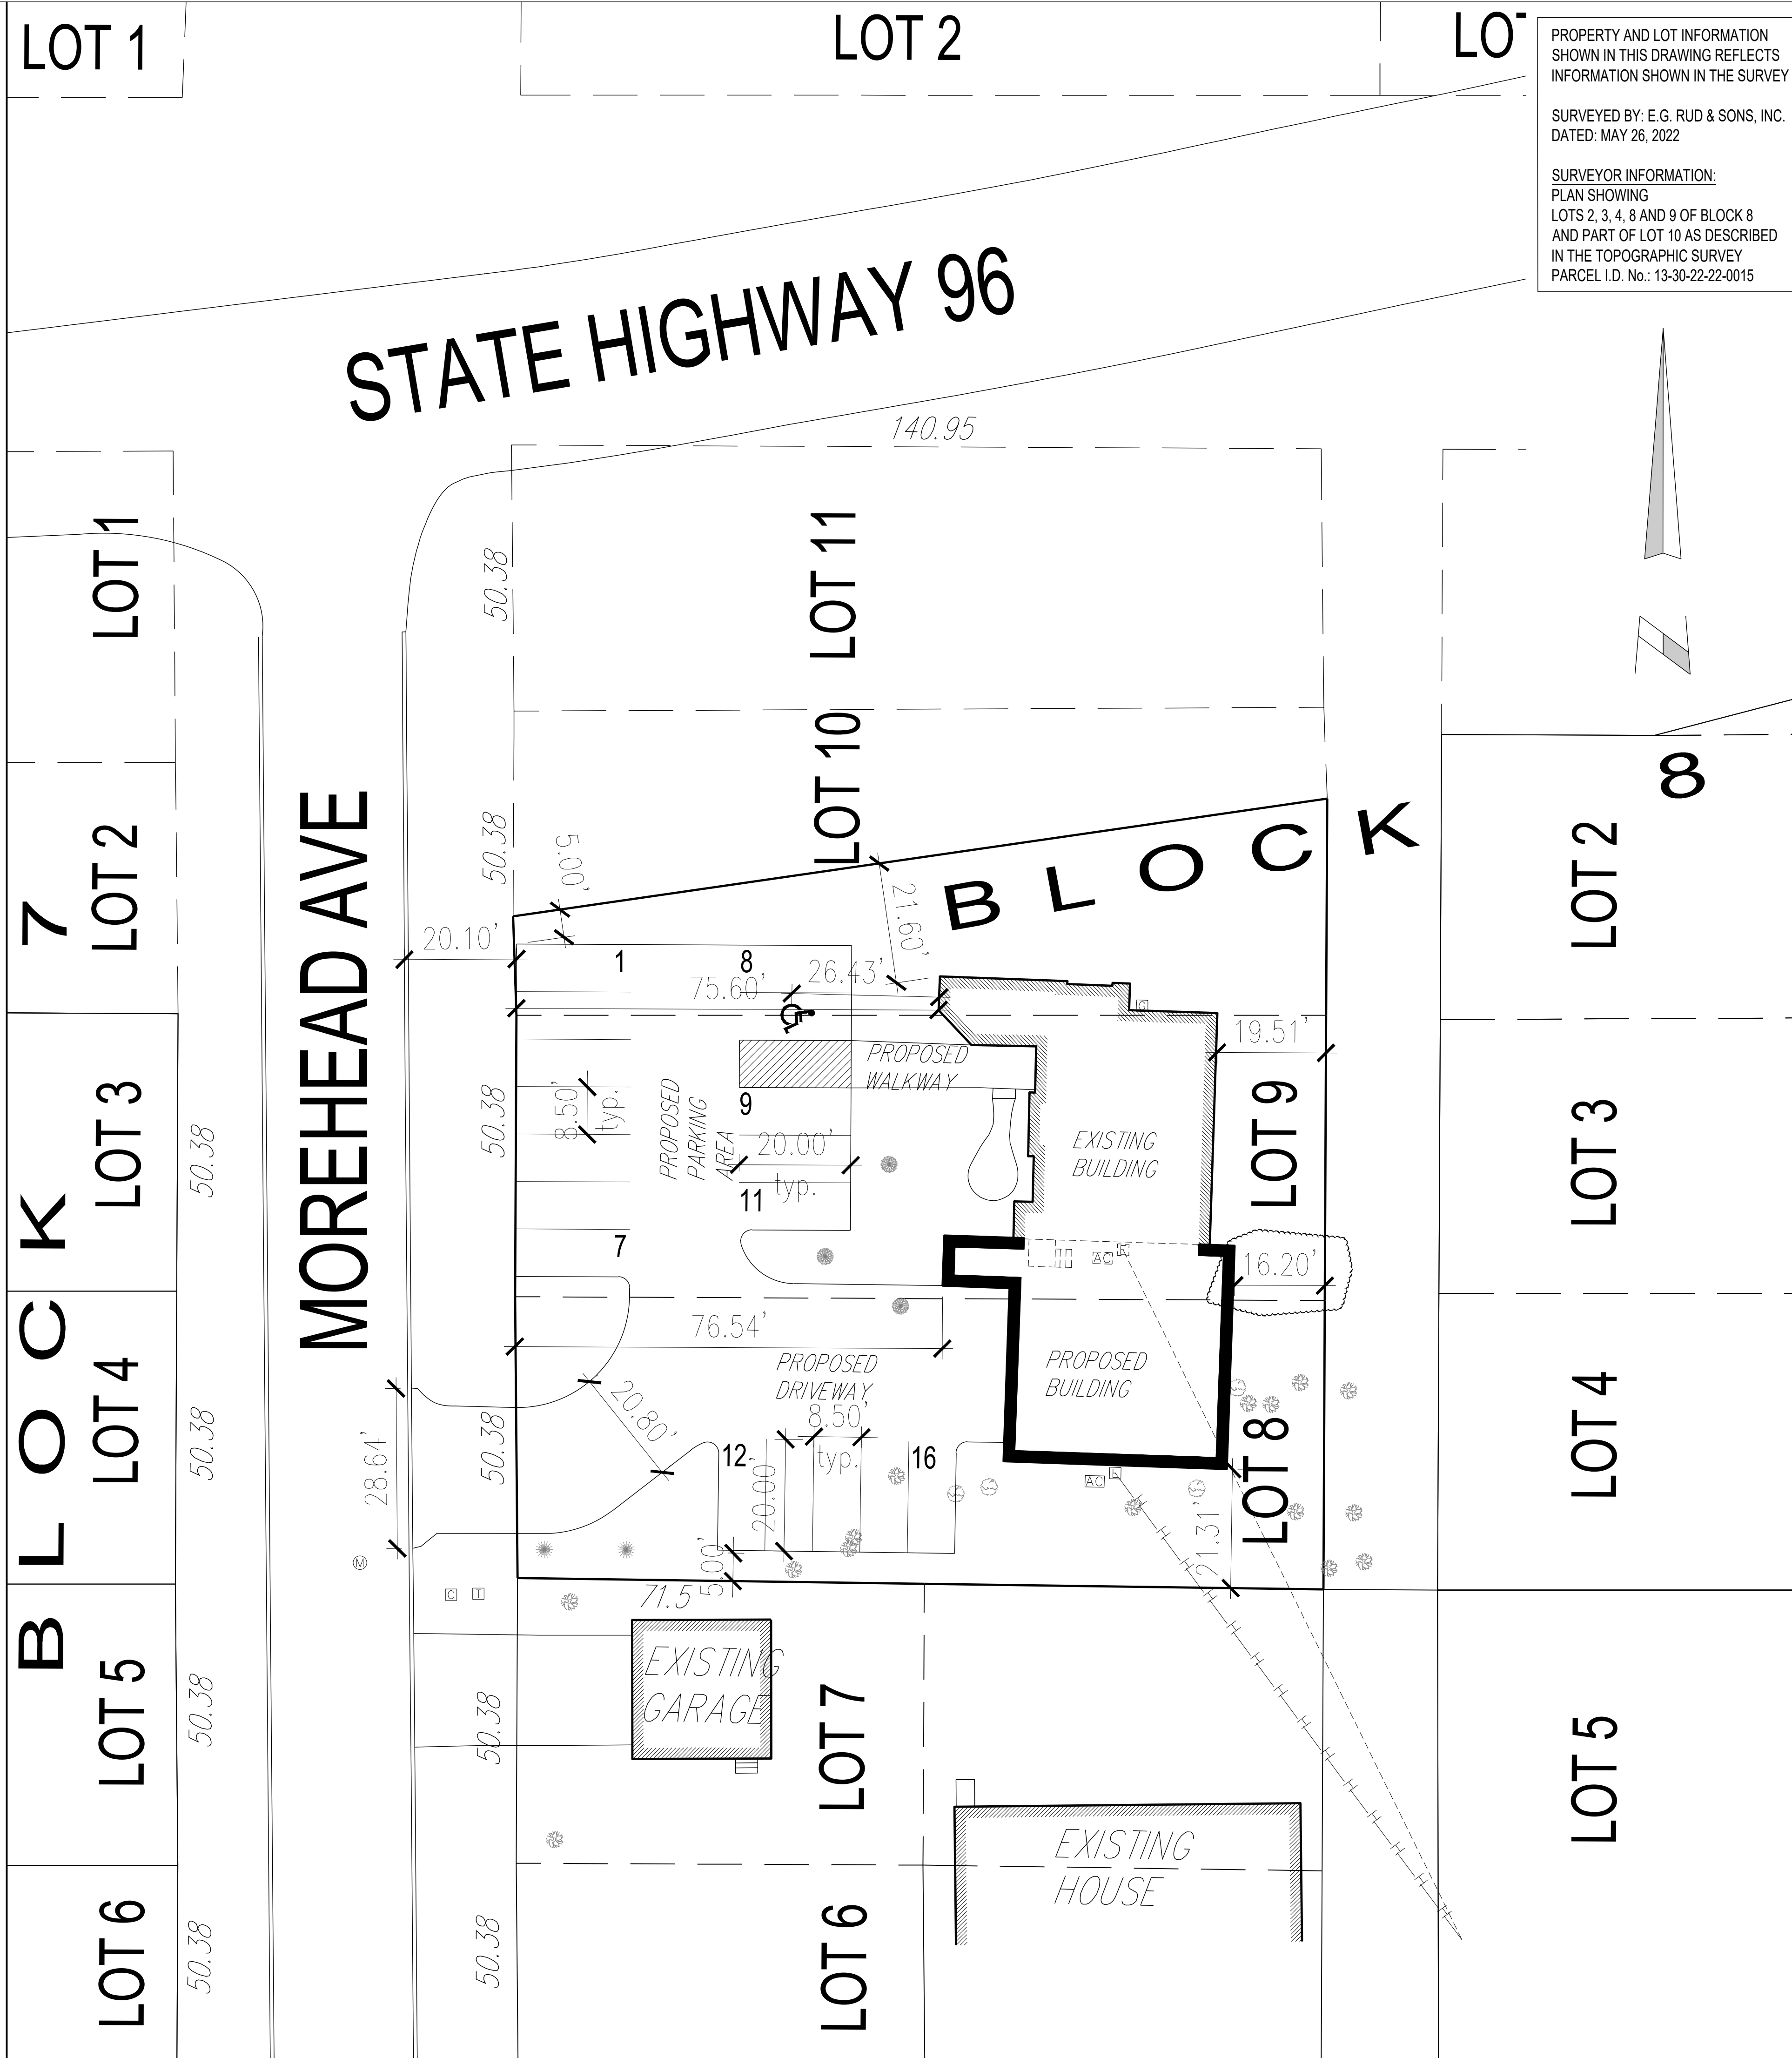 LOT 1
LOT 2
LOT
PROPERTY AND LOT INFORMATION
SHOWN IN THIS DRAWING REFLECTS
INFORMATION SHOWN IN THE SURVEY
SURVEYED BY: E.G. RUD & SONS, INC.
DATED: MAY 26, 2022
SURVEYOR INFORMATION:
PLAN SHOWING
LOTS 2, 3, 4, 8 AND 9 OF BLOCK 8
AND PART OF LOT 10 AS DESCRIBED
IN THE TOPOGRAPHIC SURVEY
PARCEL I.D. No.: 13-30-22-22-0015
STATE HIGHWAY 96
140.95
N
LOT 1
50.38
LOT 11
LOT 10
BLOCK 7
LOT 2
MOREHEAD AVE
50.38
5.00'
20.10'
21.60'
BLOCK 8
LOT 2
1
8
75.60'
26.43'
G
19.51'
LOT 3
50.38
50.38
8.50'
typ.
PROPOSED
PARKING
AREA
PROPOSED
WALKWAY
9
20.00'
typ.
11
7
EXISTING
BUILDING
LOT 9
LOT 3
AC
E
16.20'
LOT 4
50.38
50.38
76.54'
28.64'
20.80'
PROPOSED
DRIVEWAY
8.50'
typ.
12
16
20.00'
5.00'
PROPOSED
BUILDING
AC
E
LOT 8
21.31'
LOT 4
M
C
T
71.5
LOT 5
50.38
50.38
EXISTING
GARAGE
LOT 7
LOT 5
EXISTING
HOUSE
LOT 6
50.38
50.38
LOT 6